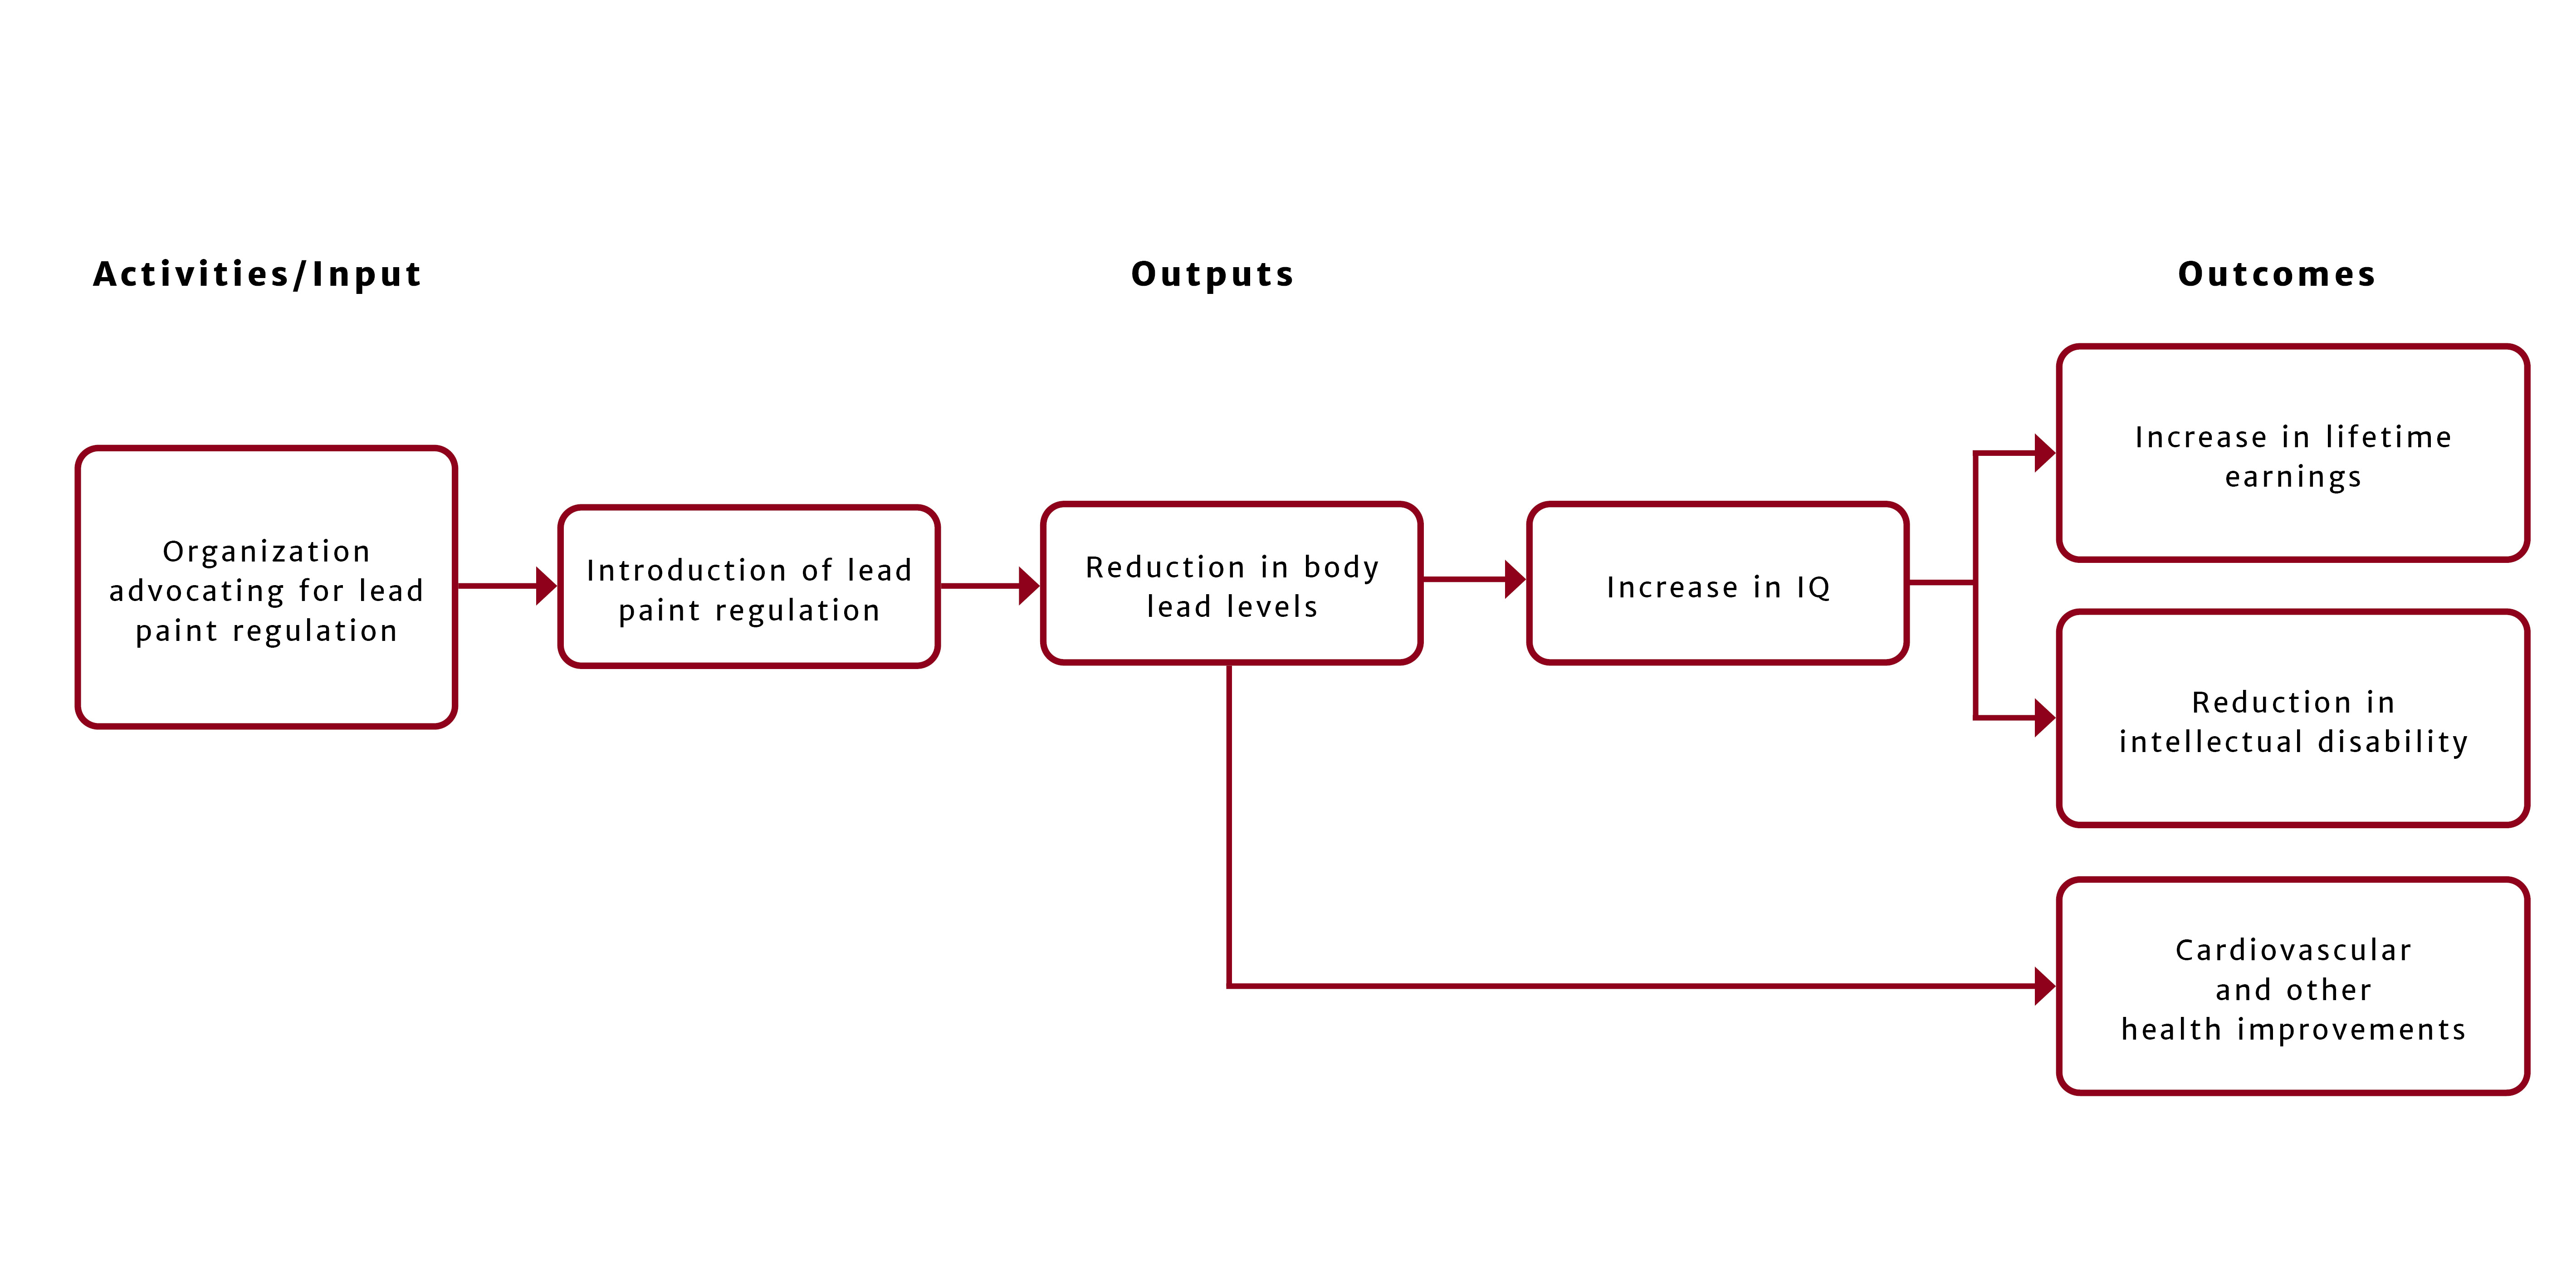 Activities/Input
Outputs
Outcomes
Organization
advocating for lead
paint regulation
Introduction of lead
paint regulation
Reduction in body
lead levels
Increase in IQ
Increase in lifetime
earnings
Reduction in
intellectual disability
Cardiovascular
and other
health improvements